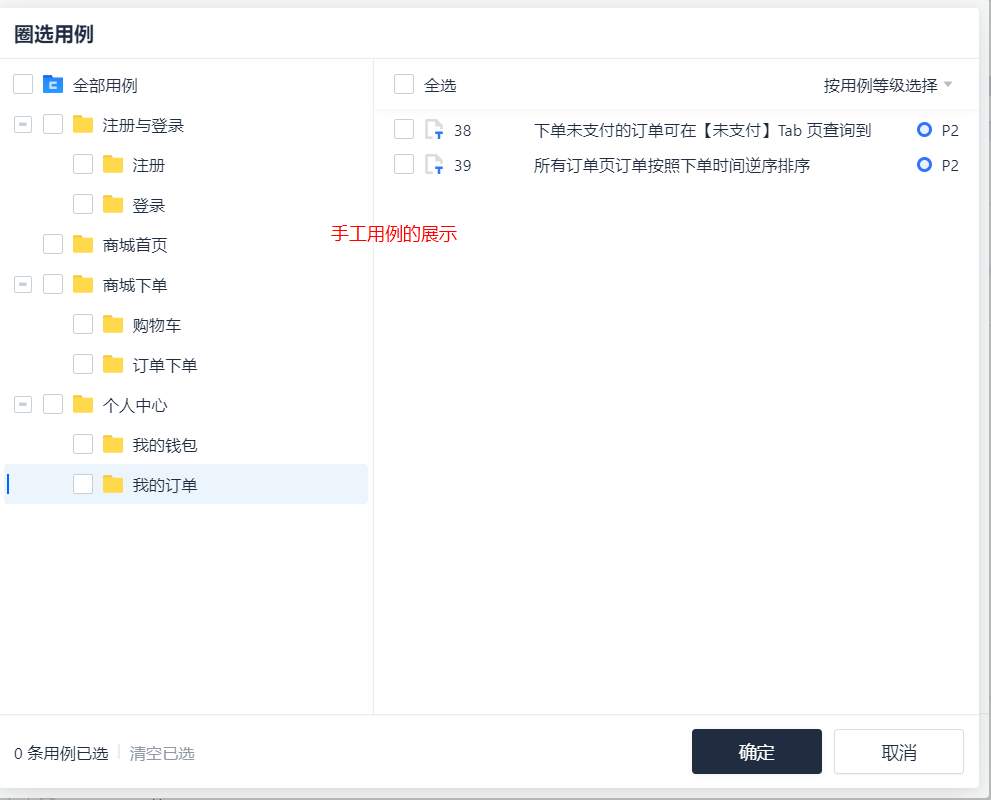 圈选用例
全部用例
注册与登录
注册
登录
商城首页
商城下单
购物车
订单下单
个人中心
我的钱包
我的订单
全选 按用例等级选择
38 下单未支付的订单可在【未支付】Tab 页查询到 P2
39 所有订单页订单按照下单时间逆序排序 P2
手工用例的展示
0 条用例已选 清空已选 确定 取消